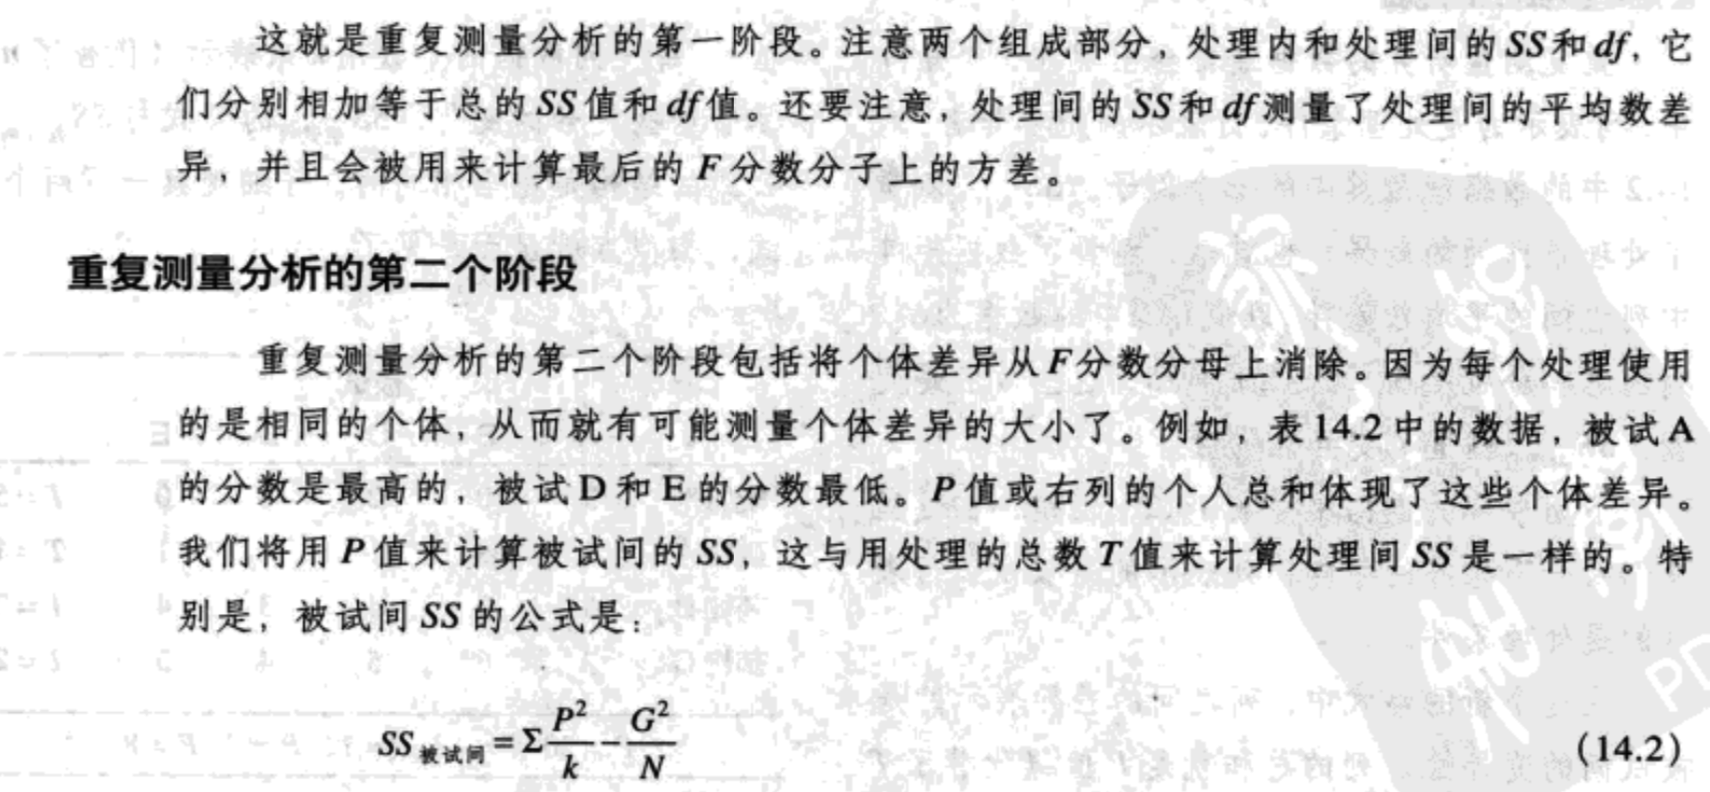 这就是重复测量分析的第一阶段。注意两个组成部分,处理内和处理间的SS和df,它
们分别相加等于总的SS值和df值。还要注意,处理间的SS和df测量了处理间的平均数差
异,并且会被用来计算最后的F分数分子上的方差。
重复测量分析的第二个阶段
重复测量分析的第二个阶段包括将个体差异从F分数分母上消除。因为每个处理使用
的是相同的个体,从而就有可能测量个体差异的大小了。例如,表14.2中的数据,被试A
的分数是最高的,被试D和E的分数最低。P值或右列的个人总和体现了这些个体差异。
我们将用P值来计算被试间的SS,这与用处理的总数T值来计算处理间SS是一样的。特
别是,被试间SS的公式是:
SS被试间=Σ P²/k − G²/N (14.2)